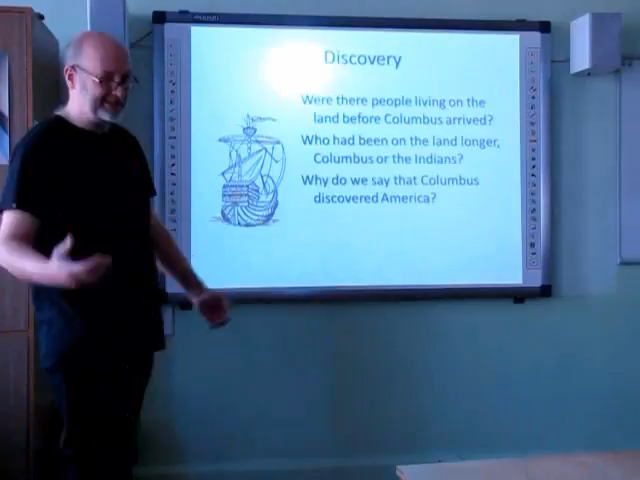 Discovery
Were there people living on the
land before Columbus arrived?
Who had been on the land longer,
Columbus or the Indians?
Why do we say that Columbus
discovered America?